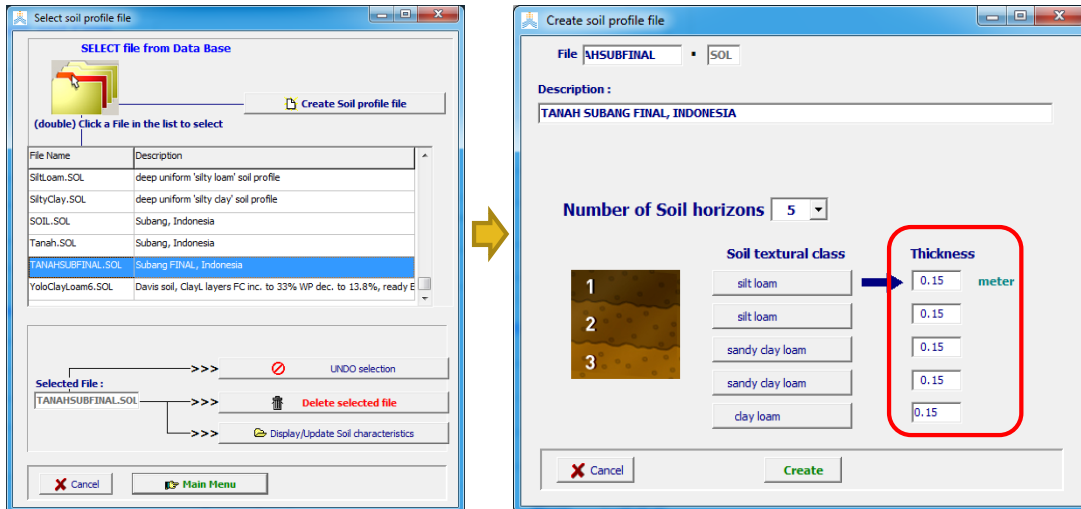 Select soil profile file
SELECT file from Data Base
Create Soil profile file
(double) Click a File in the list to select
File Name Description
SiltLoam.SOL deep uniform 'silty loam' soil profile
SiltyClay.SOL deep uniform 'silty clay' soil profile
SOIL.SOL Subang, Indonesia
Tanah.SOL Subang, Indonesia
TANAHSUBFINAL.SOL Subang FINAL, Indonesia
YoloClayLoam6.SOL Davis soil, ClayL layers FC inc. to 33% WP dec. to 13.8%, ready E
>>> UNDO selection
Selected File :
TANAHSUBFINAL.SOL >>> Delete selected file
>>> Display/Update Soil characteristics
Cancel Main Menu
Create soil profile file
File AHSUBFINAL . SOL
Description :
TANAH SUBANG FINAL, INDONESIA
Number of Soil horizons 5
Soil textural class Thickness
1 silt loam 0.15 meter
2 silt loam 0.15
sandy clay loam 0.15
3 sandy clay loam 0.15
clay loam 0.15
Cancel Create